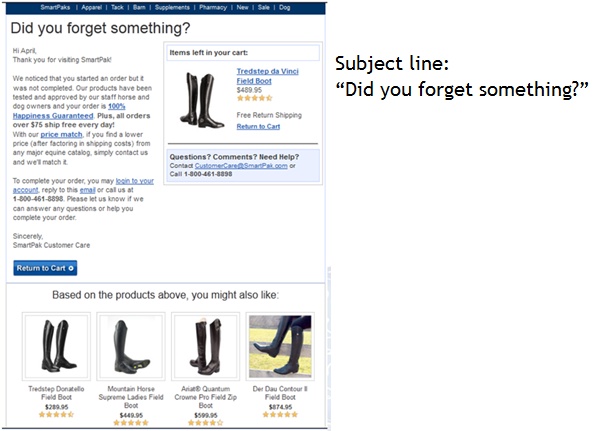 SmartPaks | Apparel | Tack | Barn | Supplements | Pharmacy | New | Sale | Dog
Did you forget something?
Hi April,
Thank you for visiting SmartPak!
We noticed that you started an order but it
was not completed. Our products have been
tested and approved by our staff horse and
dog owners and your order is 100%
Happiness Guaranteed. Plus, all orders
over $75 ship free every day!
With our price match, if you find a lower
price (after factoring in shipping costs) from
any major equine catalog, simply contact us
and we'll match it.
To complete your order, you may login to your
account, reply to this email or call us at
1-800-461-8898. Please let us know if we
can answer any questions or help you
complete your order.
Sincerely,
SmartPak Customer Care
Return to Cart
Items left in your cart:
Tredstep da Vinci
Field Boot
$489.95
Free Return Shipping
Return to Cart
Questions? Comments? Need Help?
Contact CustomerCare@SmartPak.com or
Call 1-800-461-8898
Subject line:
“Did you forget something?”
Based on the products above, you might also like:
Tredstep Donatello
Field Boot
$289.95
Mountain Horse
Supreme Ladies Field
Boot
$449.95
Ariat® Quantum
Crowne Pro Field Zip
Boot
$599.95
Der Dau Contour II
Field Boot
$874.95